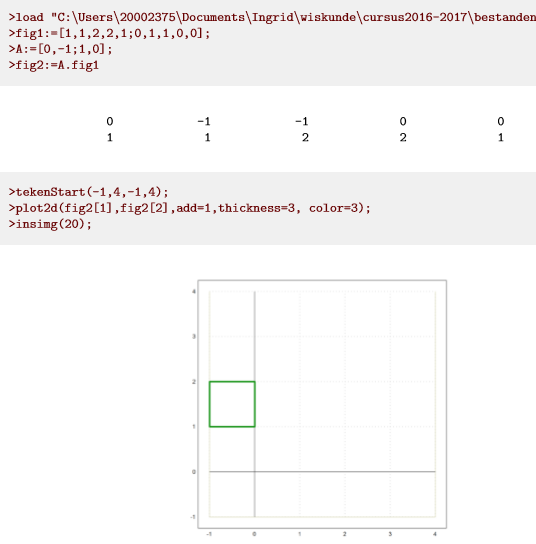 >load "C:\Users\20002375\Documents\Ingrid\wiskunde\cursus2016-2017\bestanden
>fig1:=[1,1,2,2,1;0,1,1,0,0];
>A:=[0,-1;1,0];
>fig2:=A.fig1
0 -1 -1 0 0
1 1 2 2 1
>tekenStart(-1,4,-1,4);
>plot2d(fig2[1],fig2[2],add=1,thickness=3, color=3);
>insimg(20);
4
3
2
1
0
-1
-1 0 1 2 3 4